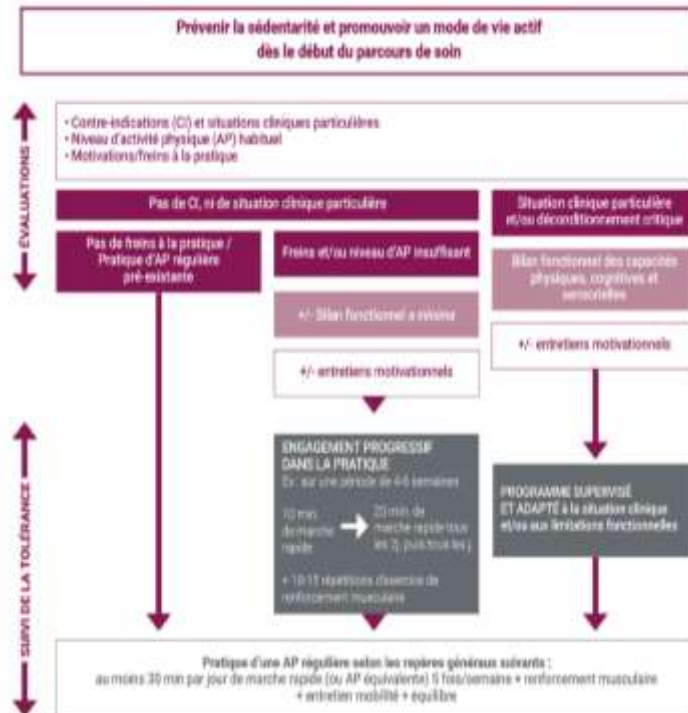 Prévenir la sédentarité et promouvoir un mode de vie actif
dès le début du parcours de soin
ÉVALUATIONS
• Contre-indications (CI) et situations cliniques particulières
• Niveau d'activité physique (AP) habituel
• Motivations/freins à la pratique
Pas de CI, ni de situation clinique particulière
Situation clinique particulière
et/ou déconditionnement critique
Pas de freins à la pratique /
Pratique d'AP régulière
pré-existante
Freins et/ou niveau d'AP insuffisant
Bilan fonctionnel des capacités
physiques, cognitives et
sensorielles
+/- Bilan fonctionnel a minima
+/- entretiens motivationnels
+/- entretiens motivationnels
SUIVI DE LA TOLÉRANCE
ENGAGEMENT PROGRESSIF
DANS LA PRATIQUE
Ex. sur une période de 4-6 semaines
10 min.
de marche
rapide
20 min. de
marche rapide tous
les 2j, puis tous les j
+ 10-15 répétitions d'exercice de
renforcement musculaire
PROGRAMME SUPERVISÉ
ET ADAPTÉ à la situation clinique
et/ou aux limitations fonctionnelles
Pratique d'une AP régulière selon les repères généraux suivants :
au moins 30 min par jour de marche rapide (ou AP équivalente) 5 fois/semaine + renforcement musculaire
+ entretien mobilité + équilibre